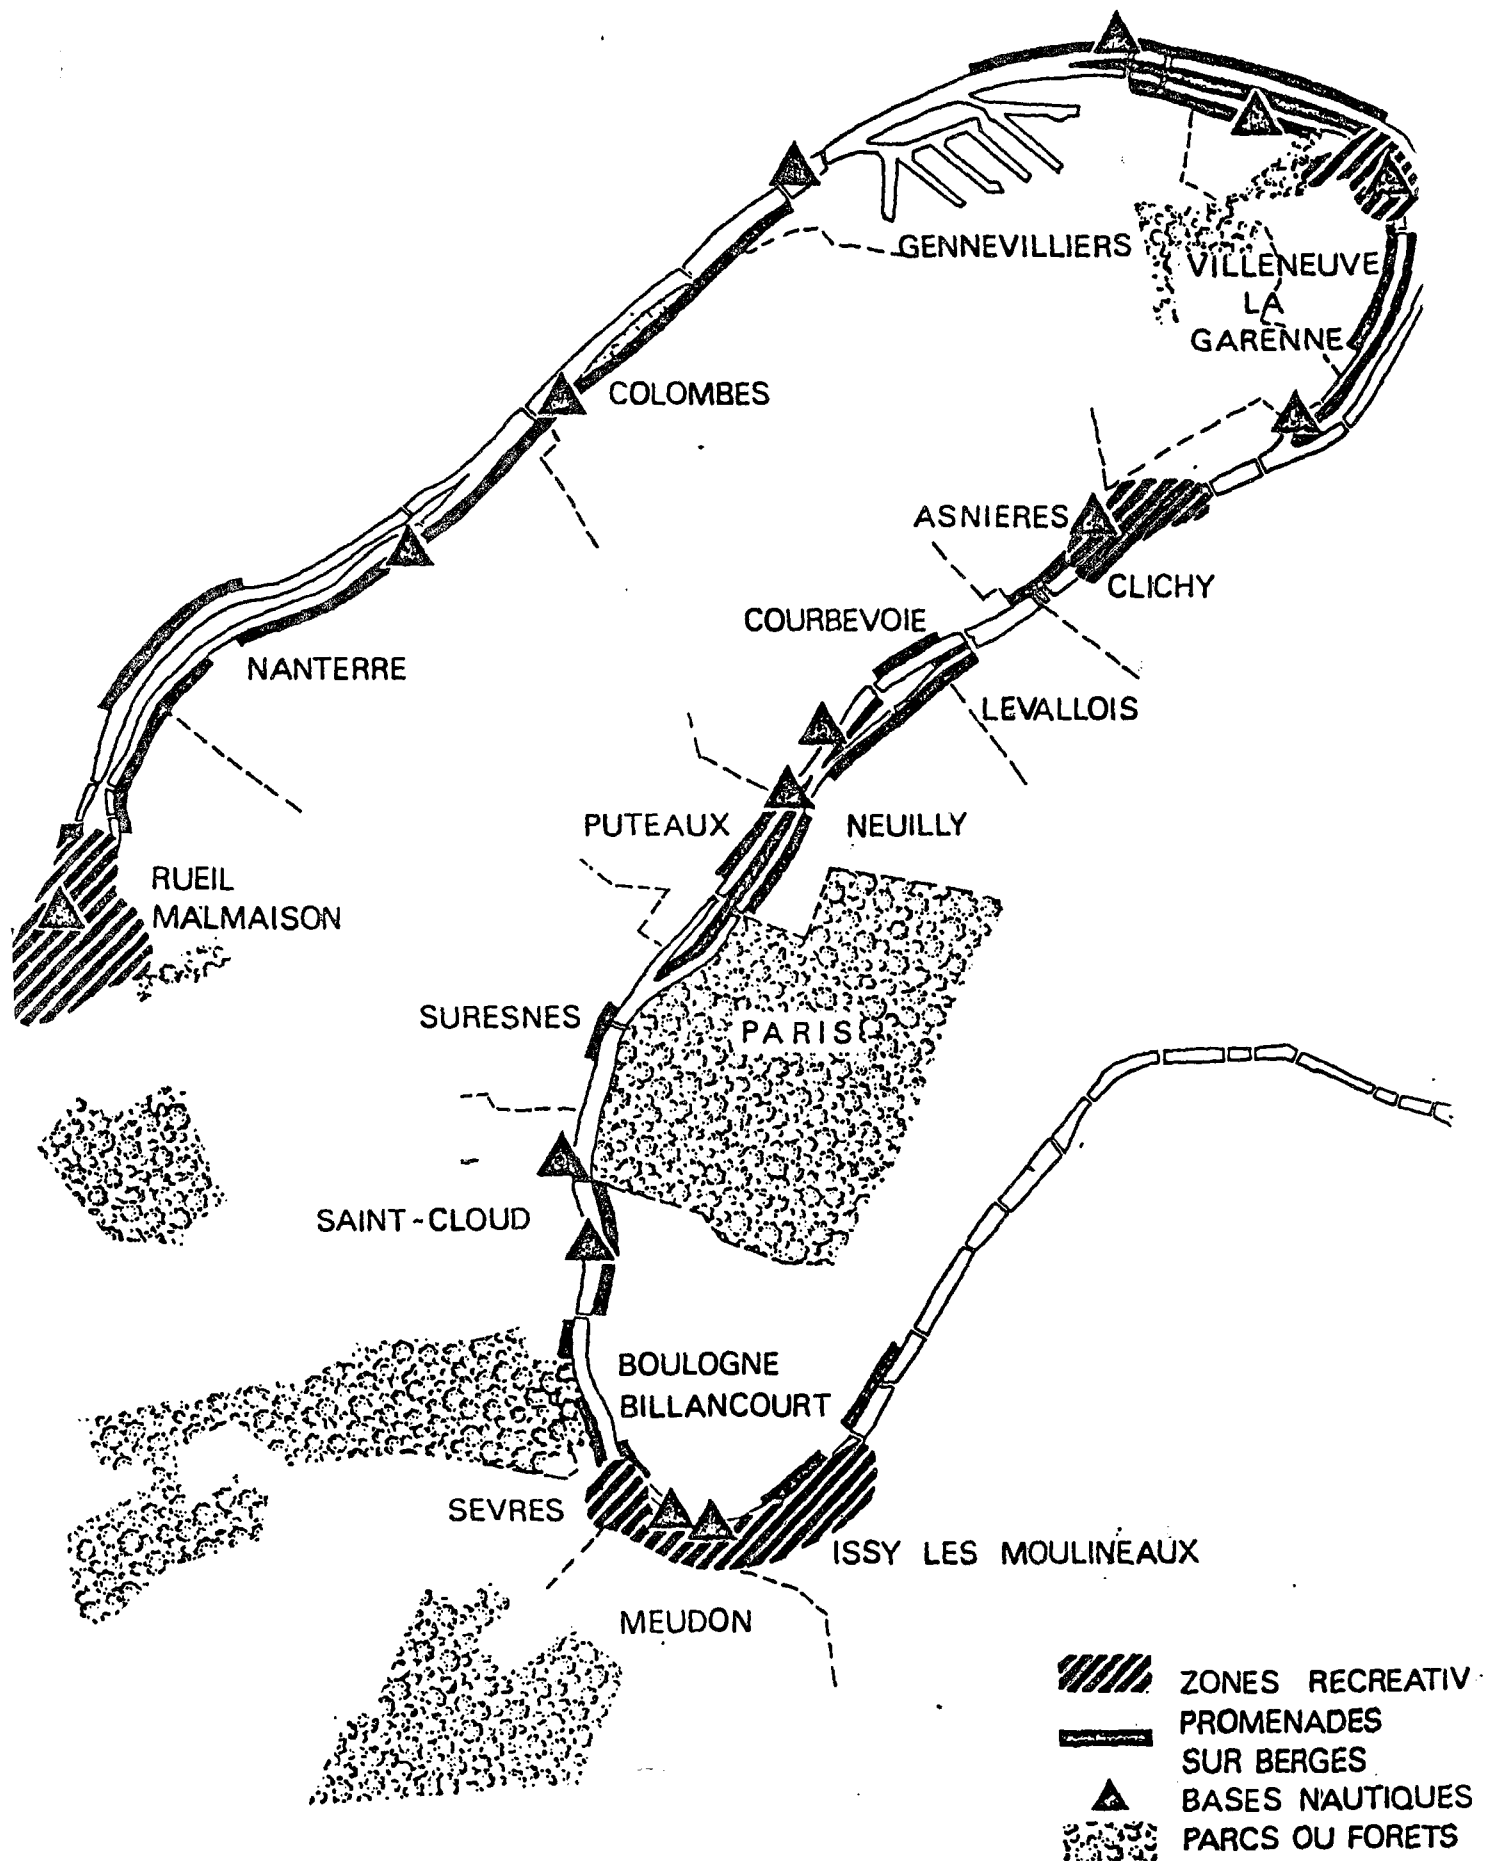 GENNEVILLIERS
VILLENEUVE
LA
GARENNE
COLOMBES
ASNIERES
CLICHY
COURBEVOIE
NANTERRE
LEVALLOIS
PUTEAUX
NEUILLY
RUEIL
MALMAISON
SURESNES
PARIS
SAINT-CLOUD
BOULOGNE
BILLANCOURT
SEVRES
ISSY LES MOULINEAUX
MEUDON
ZONES RECREATIV
PROMENADES
SUR BERGES
BASES NAUTIQUES
PARCS OU FORETS